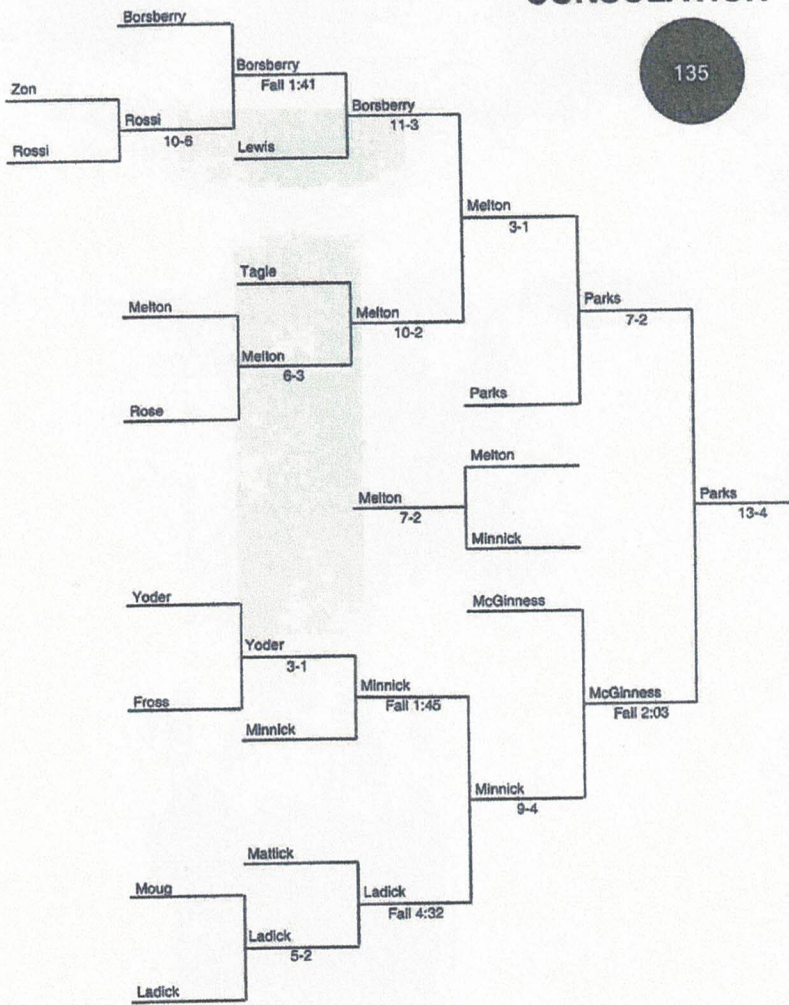 Borsberry
135
Borsberry
Fall 1:41
Zon
Borsberry
11-3
Rossi
10-6
Lewis
Rossi
Melton
3-1
Tagle
Parks
7-2
Melton
Melton
10-2
Melton
6-3
Parks
Rose
Melton
Parks
13-4
Melton
7-2
Minnick
Yoder
McGinness
Yoder
3-1
Minnick
Fall 1:45
McGinness
Fall 2:03
Fross
Minnick
Minnick
9-4
Mattick
Moug
Ladick
Fall 4:32
Ladick
5-2
Ladick